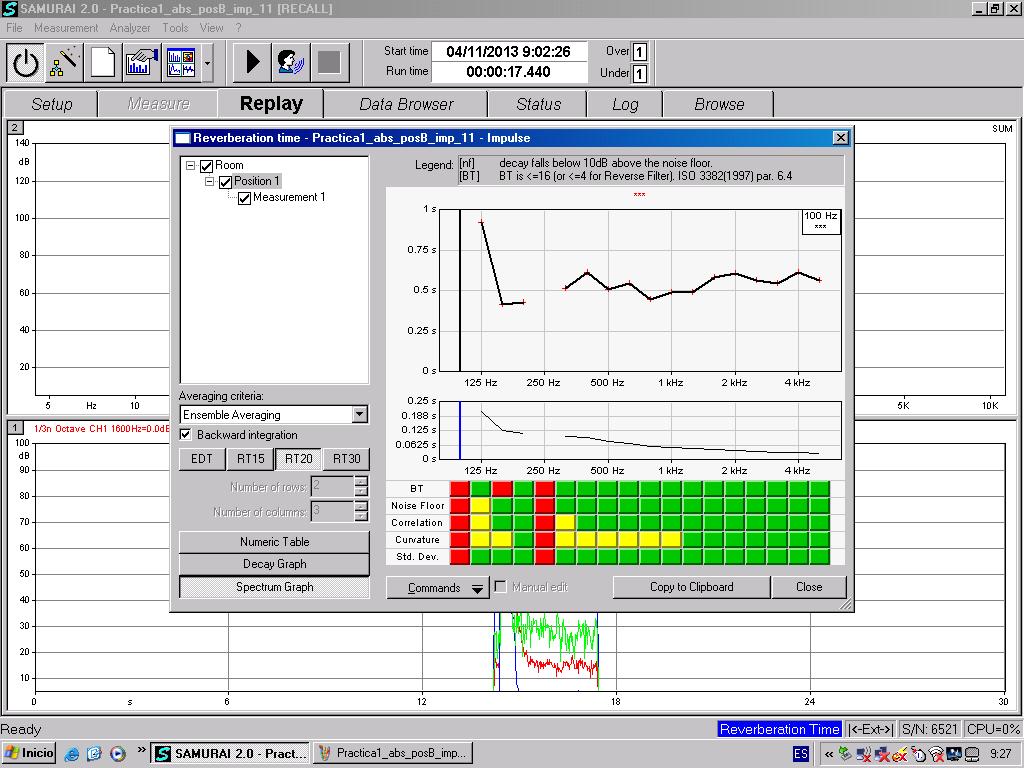 SAMURAI 2.0 - Practica1_abs_posB_imp_11 [RECALL]
File Measurement Analyzer Tools View ?
Start time 04/11/2013 9:02:26 Over 1
Run time 00:00:17.440 Under 1
Setup Measure Replay Data Browser Status Log Browse
2 SUM
140
dB
120
100
80
60
40
20
5 Hz 10 5K 10K
Reverberation time - Practica1_abs_posB_imp_11 - Impulse
Room
Position 1
Measurement 1
Legend: [nf] decay falls below 10dB above the noise floor.
[BT] BT is <=16 (or <=4 for Reverse Filter). ISO 3382(1997) par. 6.4
***
1 s
0.75 s
0.5 s
0.25 s
0 s
100 Hz
***
125 Hz 250 Hz 500 Hz 1 kHz 2 kHz 4 kHz
0.25 s
0.188 s
0.125 s
0.0625 s
0 s
125 Hz 250 Hz 500 Hz 1 kHz 2 kHz 4 kHz
Averaging criteria:
Ensemble Averaging
Backward integration
EDT RT15 RT20 RT30
Number of rows: 2
Number of columns: 3
Numeric Table
Decay Graph
Spectrum Graph
BT
Noise Floor
Correlation
Curvature
Std. Dev.
Commands Manual edit Copy to Clipboard Close
1 1/3n Octave CH1 1600Hz=0.0dB
100
dB
90
80
70
60
50
40
30
20
10
0 s 6 12 18 24 30
Ready Reverberation Time |<-Ext->| S/N: 6521 CPU=0%
Inicio » SAMURAI 2.0 - Pract... Practica1_abs_posB_imp... ES « 9:27